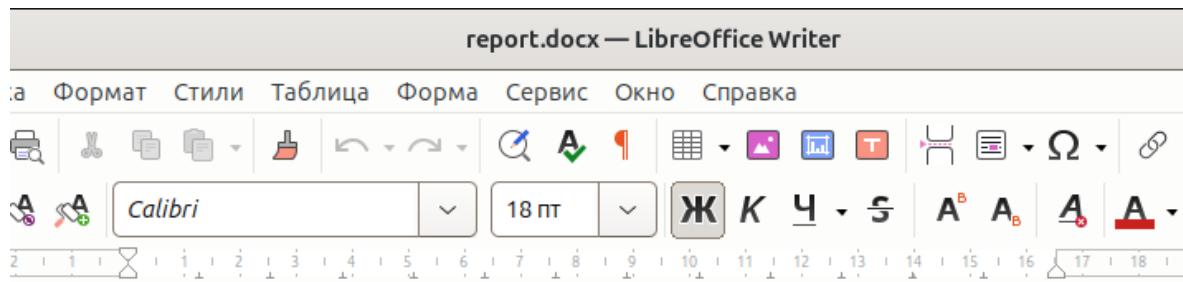 report.docx — LibreOffice Writer
ка Формат Стили Таблица Форма Сервис Окно Справка
Calibri 18 пт Ж К Ч S A B A B A A
2 1 1 2 3 4 5 6 7 8 9 10 11 12 13 14 15 16 17 18